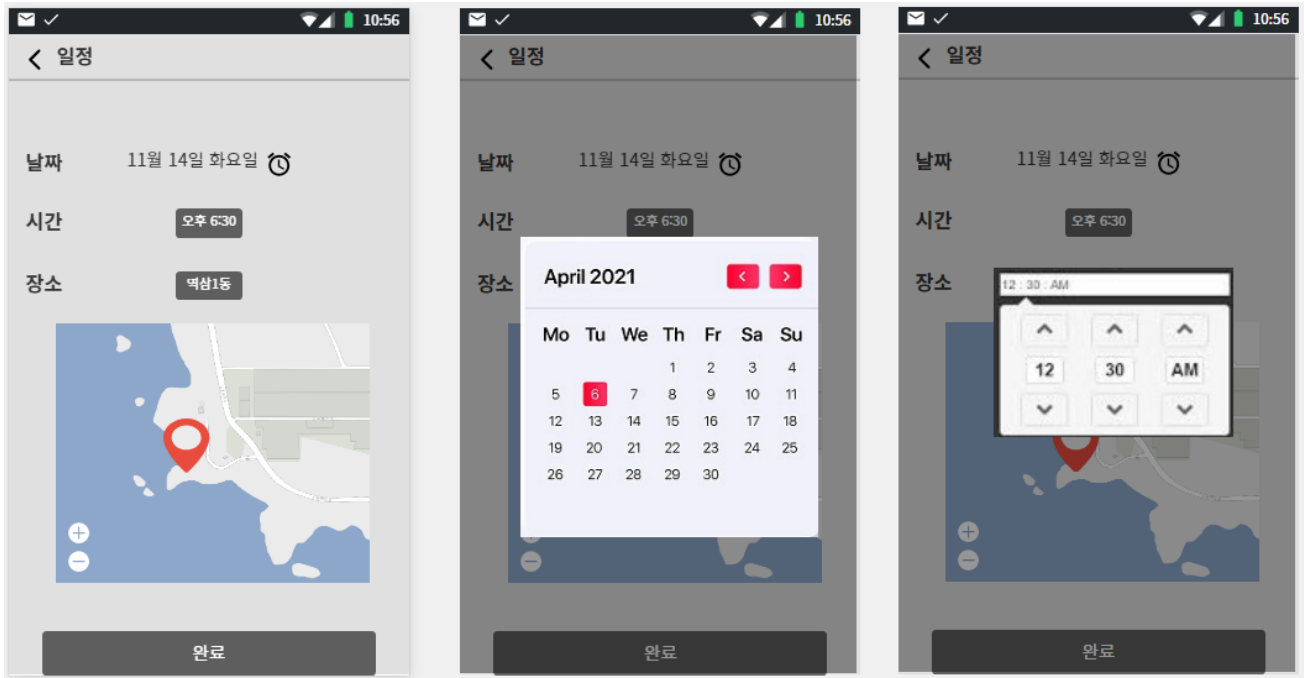 10:56
일정
날짜 11월 14일 화요일
시간 오후 6:30
장소 역삼1동
완료
10:56
일정
날짜 11월 14일 화요일
시간 오후 6:30
장소
April 2021
Mo Tu We Th Fr Sa Su
1 2 3 4
5 6 7 8 9 10 11
12 13 14 15 16 17 18
19 20 21 22 23 24 25
26 27 28 29 30
완료
10:56
일정
날짜 11월 14일 화요일
시간 오후 6:30
장소
12 : 30 : AM
12 30 AM
완료